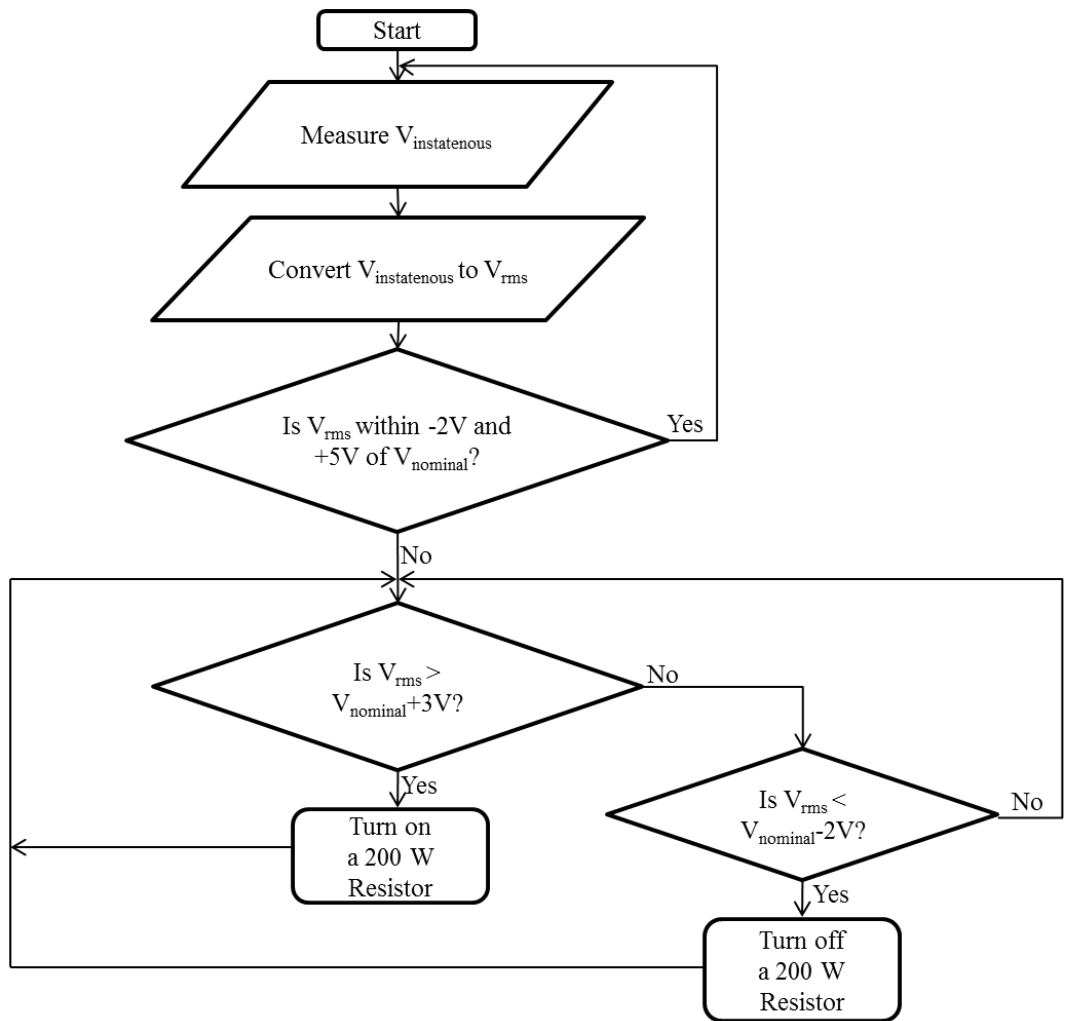 Start
Measure Vinstatenous
Convert Vinstatenous to Vrms
Is Vrms within -2V and
+5V of Vnominal?
Yes
No
Is Vrms >
Vnominal+3V?
No
Yes
Turn on
a 200 W
Resistor
Is Vrms <
Vnominal-2V?
No
Yes
Turn off
a 200 W
Resistor